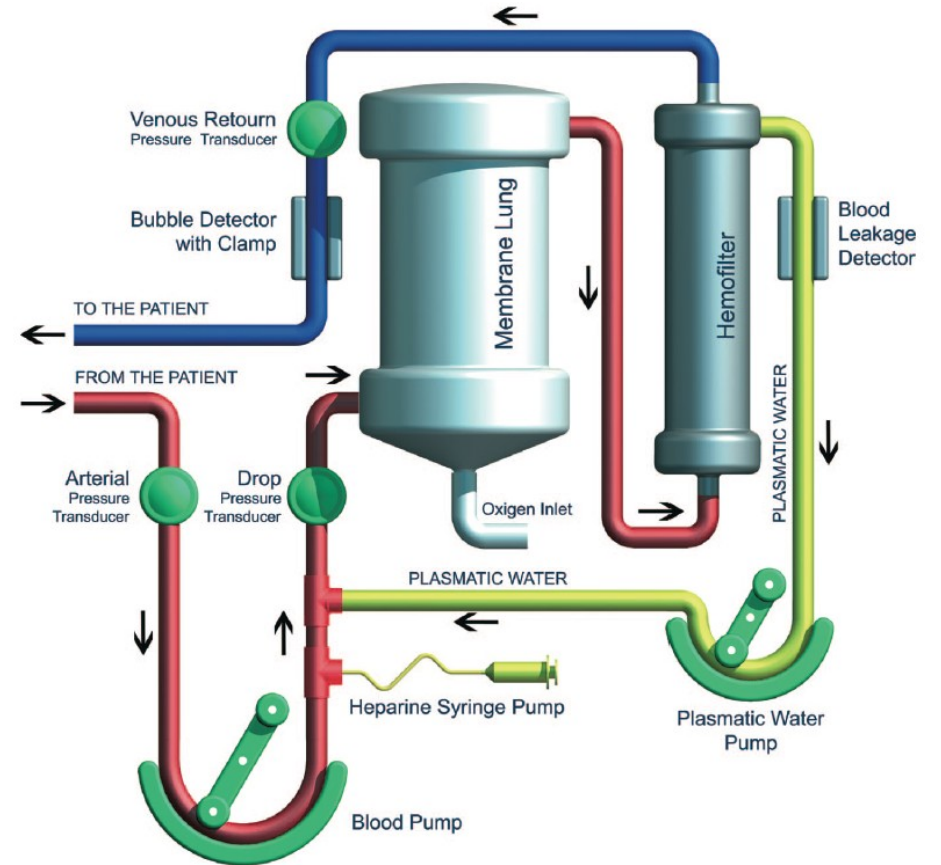 Venous Retourn
Pressure Transducer
Bubble Detector
with Clamp
TO THE PATIENT
FROM THE PATIENT
Arterial
Pressure
Transducer
Drop
Pressure
Transducer
Membrane Lung
Oxigen Inlet
Hemofilter
Blood
Leakage
Detector
PLASMATIC WATER
PLASMATIC WATER
Heparine Syringe Pump
Plasmatic Water
Pump
Blood Pump